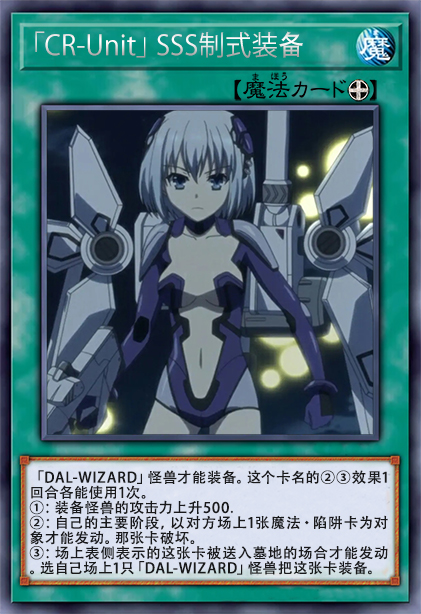 「CR-Unit」SSS制式装备
魔
【魔法カード】
まほう
「DAL-WIZARD」怪兽才能装备。这个卡名的②③效果1
回合各能使用1次。
①：装备怪兽的攻击力上升500.
②：自己的主要阶段，以对方场上1张魔法·陷阱卡为对
象才能发动。那张卡破坏。
③：场上表侧表示的这张卡被送入墓地的场合才能发动
。选自己场上1只「DAL-WIZARD」怪兽把这张卡装备。